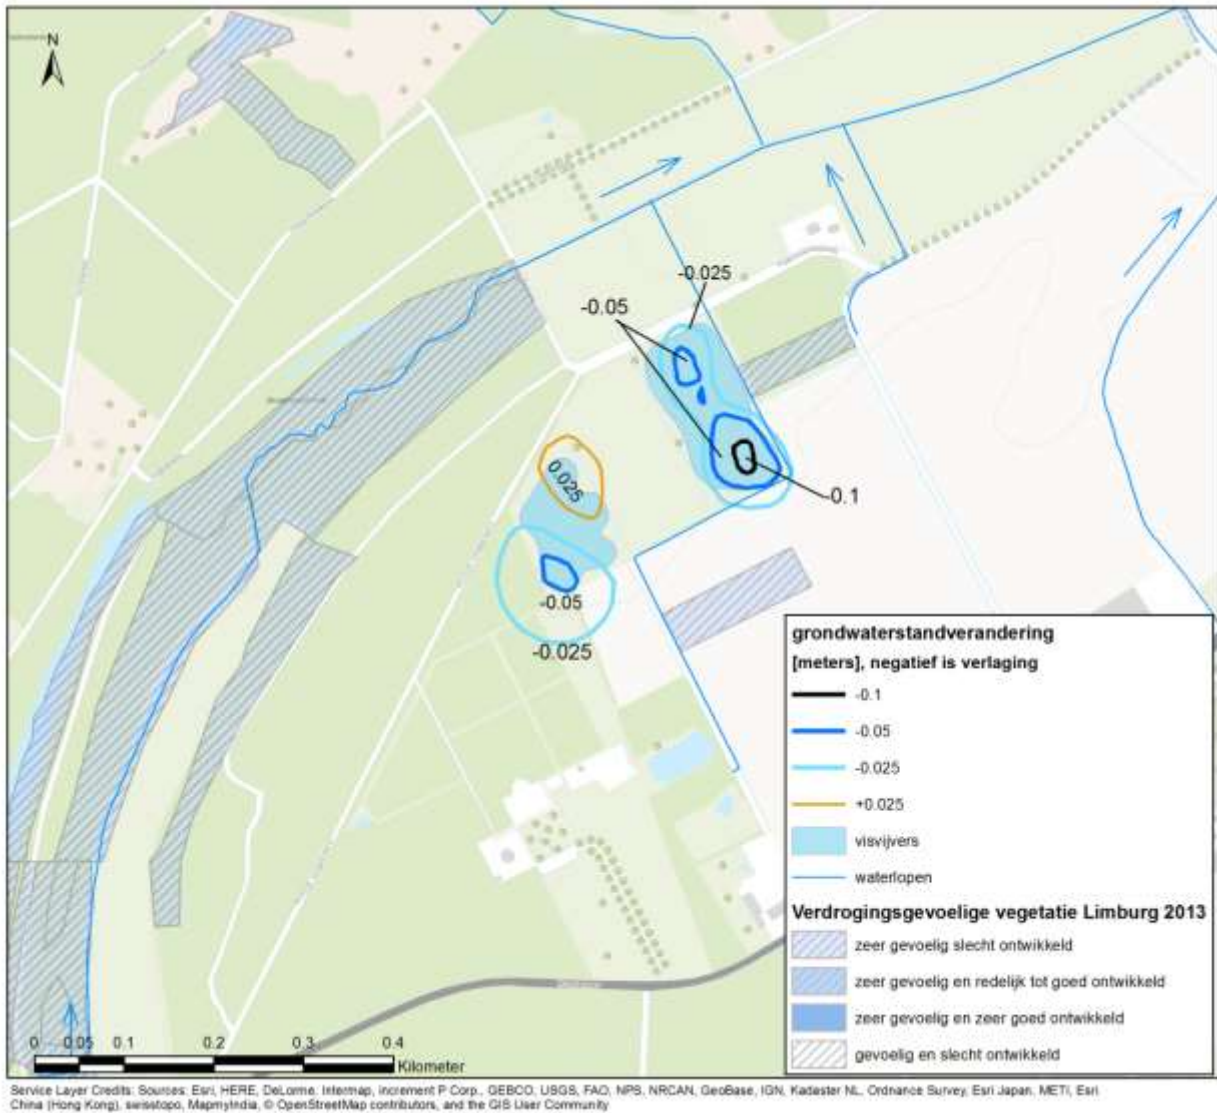 N
-0.025
-0.05
0.025
-0.1
-0.05
-0.025
grondwaterstandverandering
[meters], negatief is verlaging
-0.1
-0.05
-0.025
+0.025
visvijvers
waterlopen
Verdrogingsgevoelige vegetatie Limburg 2013
zeer gevoelig slecht ontwikkeld
zeer gevoelig en redelijk tot goed ontwikkeld
zeer gevoelig en zeer goed ontwikkeld
gevoelig en slecht ontwikkeld
0 0.05 0.1 0.2 0.3 0.4
Kilometer
Service Layer Credits: Sources: Esri, HERE, DeLorme, Intermap, increment P Corp., GEBCO, USGS, FAO, NPS, NRCAN, GeoBase, IGN, Kadaster NL, Ordnance Survey, Esri Japan, METI, Esri
China (Hong Kong), swisstopo, MapmyIndia, © OpenStreetMap contributors, and the GIS User Community